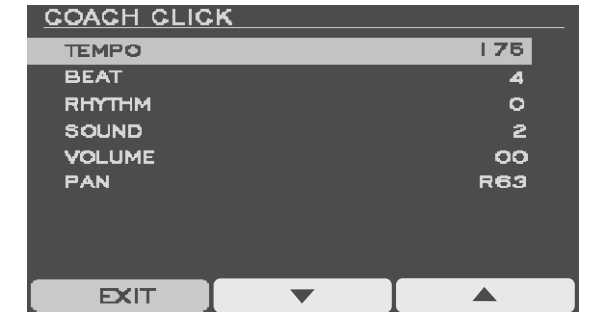 COACH CLICK
TEMPO 175
BEAT 4
RHYTHM 0
SOUND 2
VOLUME 00
PAN R63
EXIT ▼ ▲